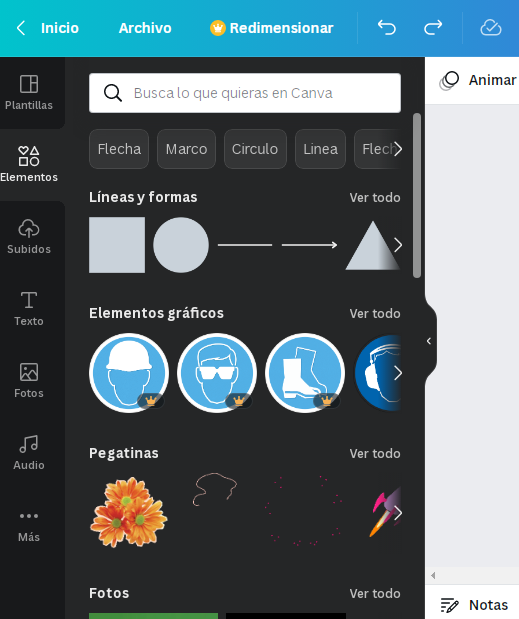 Inicio Archivo Redimensionar
Animar
Plantillas
Elementos
Subidos
Texto
Fotos
Audio
Más
Busca lo que quieras en Canva
Flecha Marco Circulo Linea Flech
Líneas y formas Ver todo
Elementos gráficos Ver todo
Pegatinas Ver todo
Fotos Ver todo
Notas